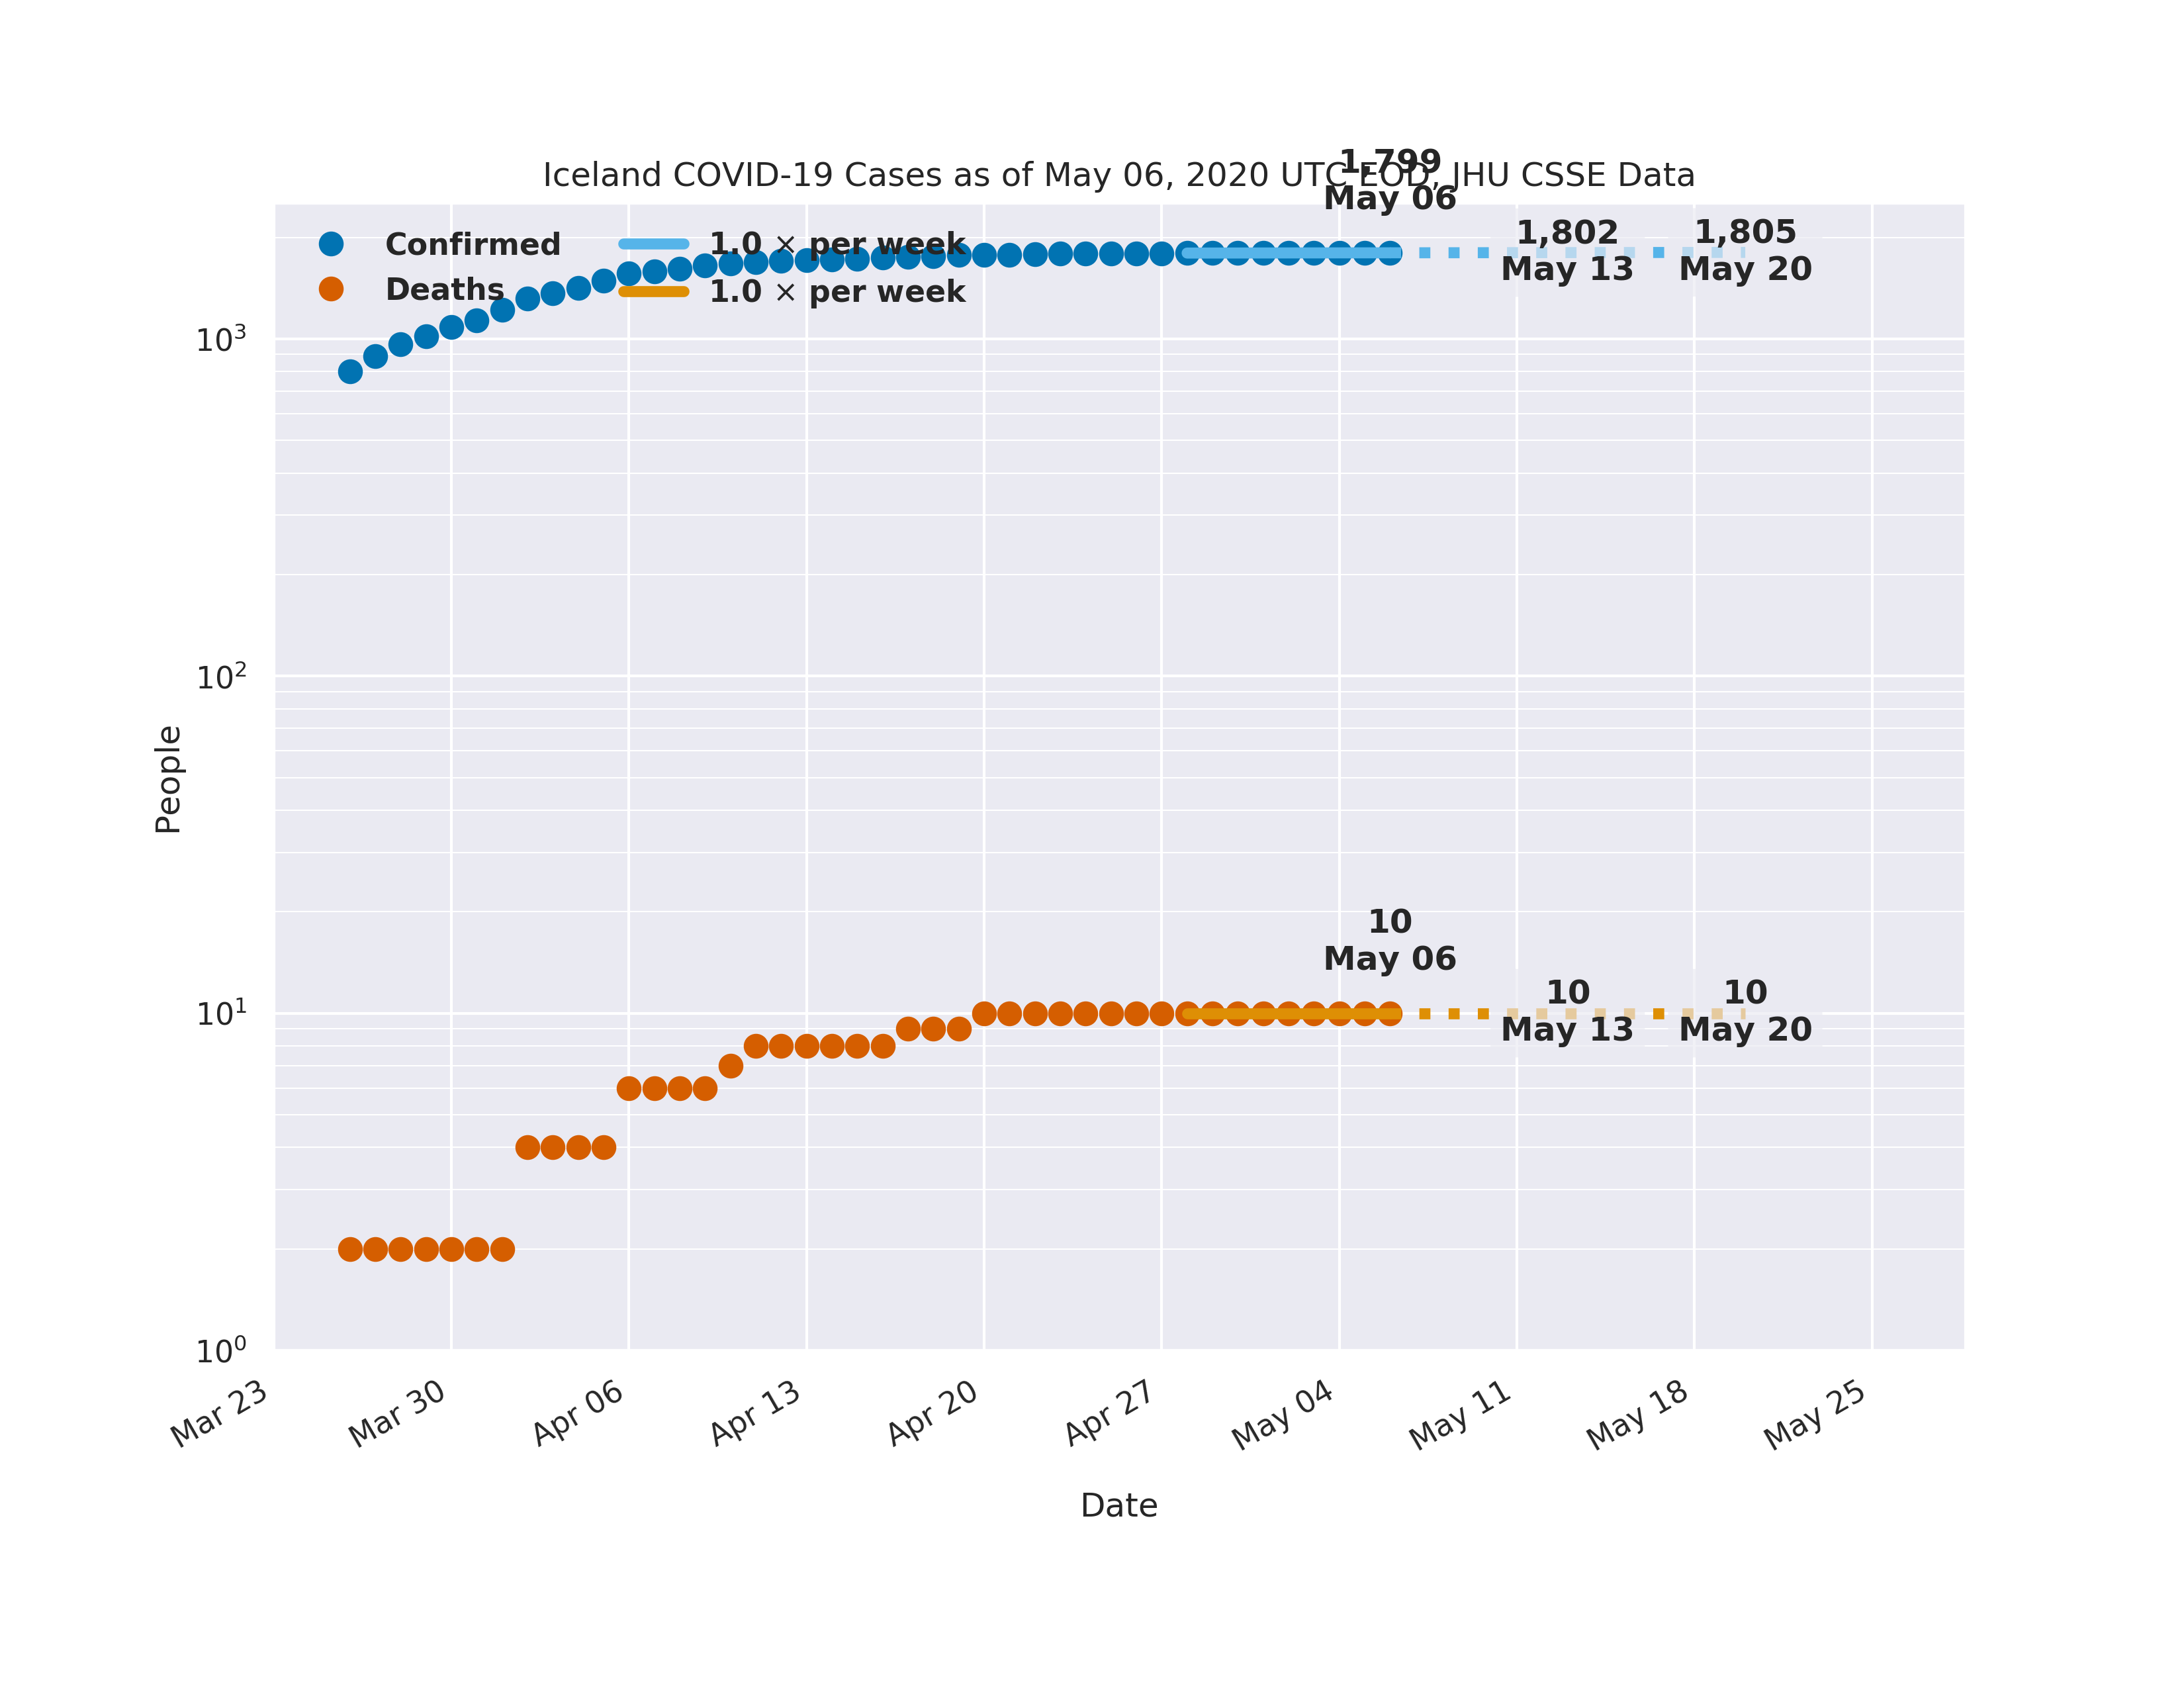 Iceland COVID-19 Cases as of May 06, 2020 UTC EOD, JHU CSSE Data
1,799
May 06
1,802
May 13
1,805
May 20
Confirmed
Deaths
1.0 × per week
1.0 × per week
10³
10²
10¹
10⁰
People
10
May 06
10
May 13
10
May 20
Mar 23
Mar 30
Apr 06
Apr 13
Apr 20
Apr 27
May 04
May 11
May 18
May 25
Date